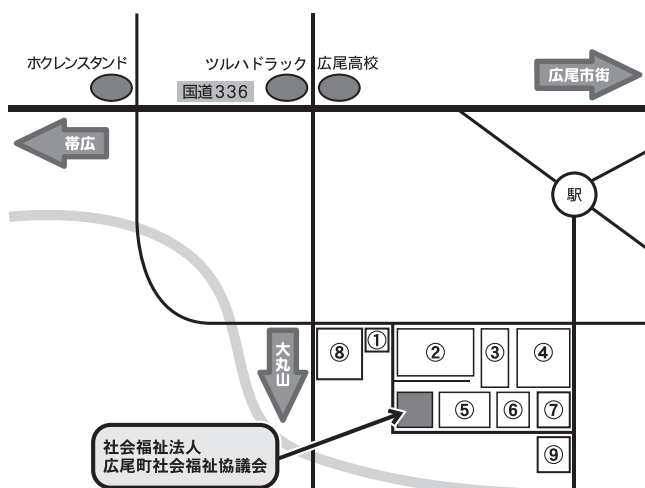 ホクレンスタンド
ツルハドラック
広尾高校
国道336
広尾市街
帯広
駅
大丸山
①
②
③
④
⑧
⑤
⑥
⑦
⑨
社会福祉法人
広尾町社会福祉協議会